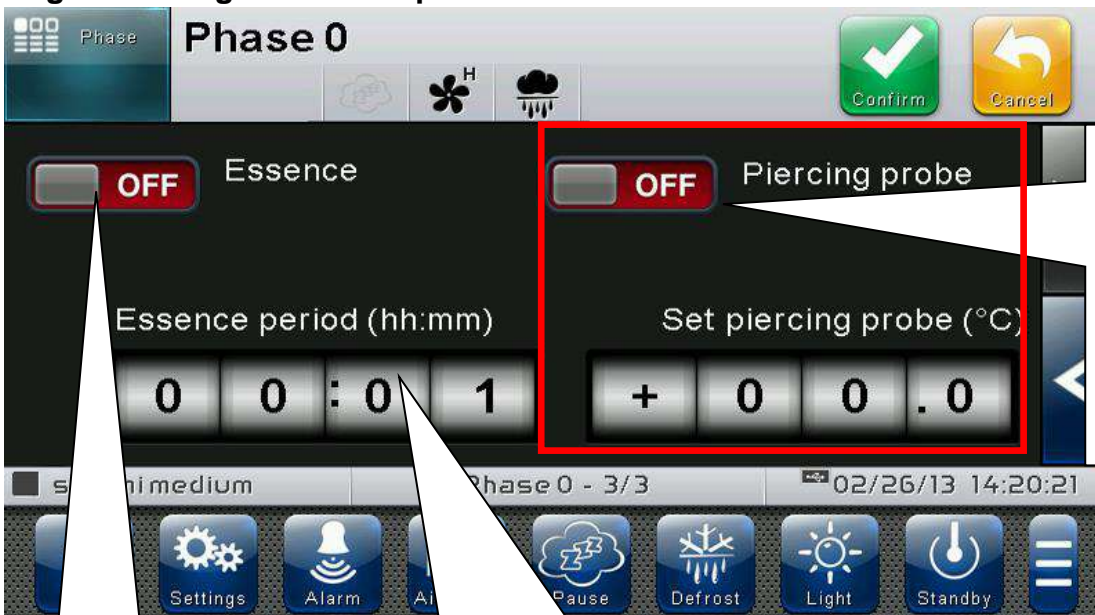 Phase
Phase 0
H
Confirm
Cancel
OFF
Essence
OFF
Piercing probe
Essence period (hh:mm)
Set piercing probe (°C)
0 0 : 0 1
+ 0 0 . 0
medium
Phase 0 - 3/3
02/26/13 14:20:21
Settings
Alarm
Pause
Defrost
Light
Standby